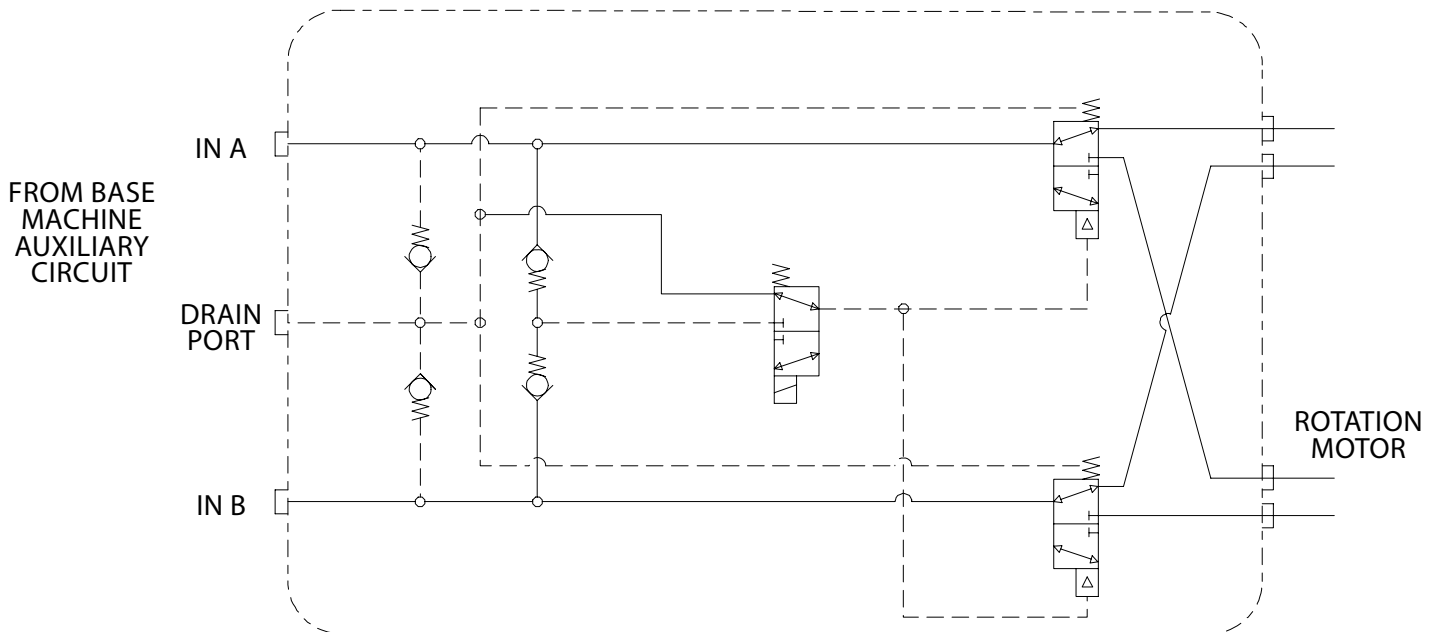 IN A
FROM BASE
MACHINE
AUXILIARY
CIRCUIT
DRAIN
PORT
IN B
ROTATION
MOTOR